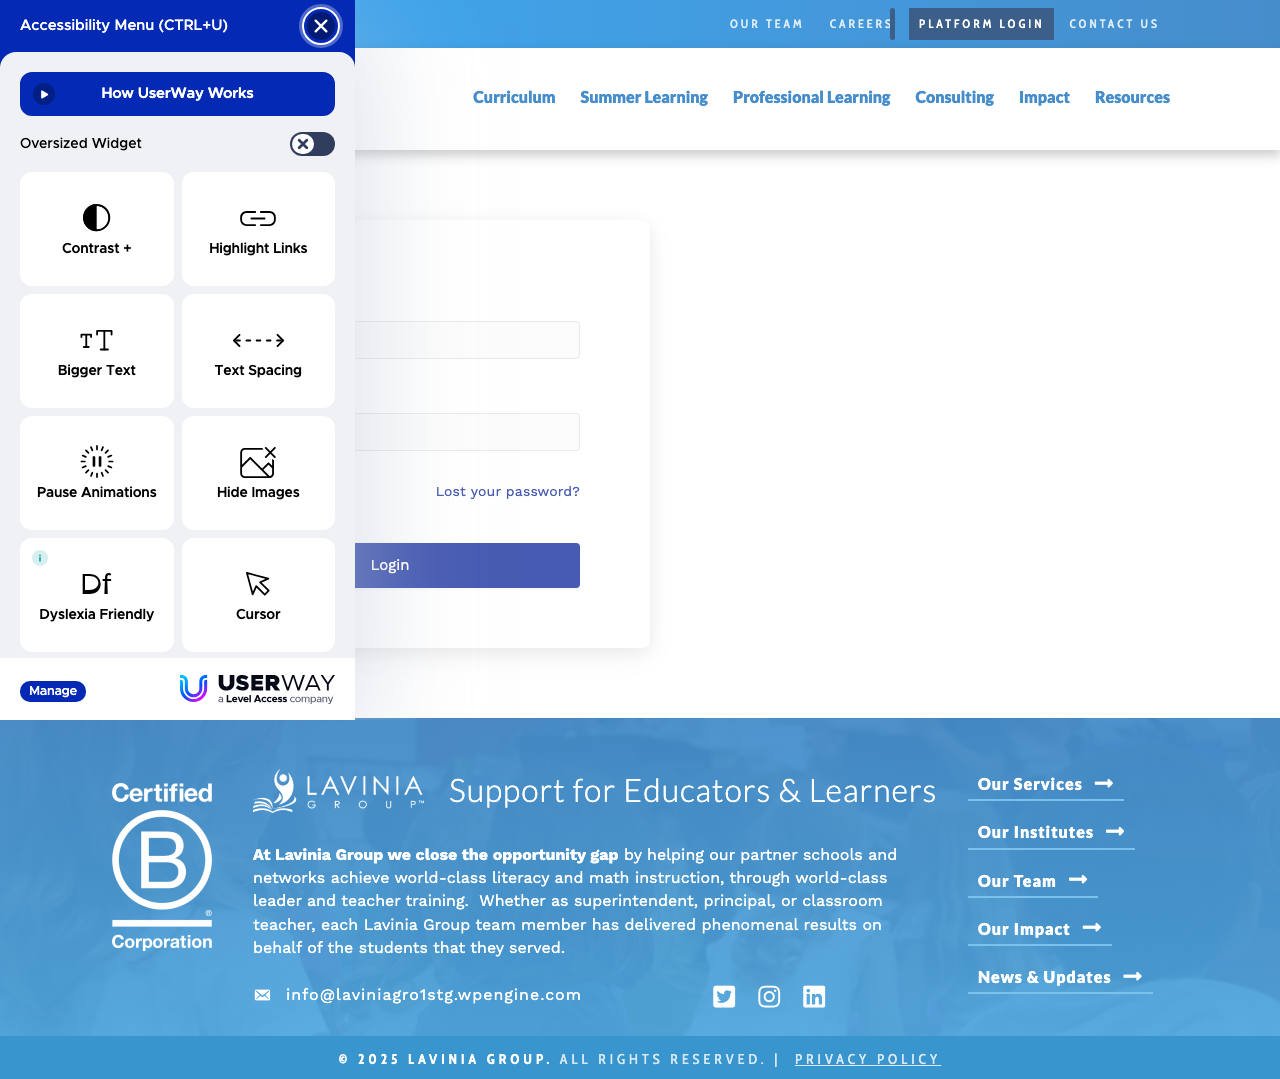 Accessibility Menu (CTRL+U)
OUR TEAM CAREERS PLATFORM LOGIN CONTACT US
How UserWay Works
Curriculum Summer Learning Professional Learning Consulting Impact Resources
Oversized Widget
Contrast +
Highlight Links
Bigger Text
Text Spacing
Pause Animations
Hide Images
Lost your password?
Login
Df
Dyslexia Friendly
Cursor
Manage
USERWAY
a Level Access company
Certified
B
®
Corporation
LAVINIA
GROUP™
Support for Educators & Learners
At Lavinia Group we close the opportunity gap by helping our partner schools and
networks achieve world-class literacy and math instruction, through world-class
leader and teacher training. Whether as superintendent, principal, or classroom
teacher, each Lavinia Group team member has delivered phenomenal results on
behalf of the students that they served.
info@laviniagro1stg.wpengine.com
Our Services
Our Institutes
Our Team
Our Impact
News & Updates
© 2025 LAVINIA GROUP. ALL RIGHTS RESERVED. | PRIVACY POLICY